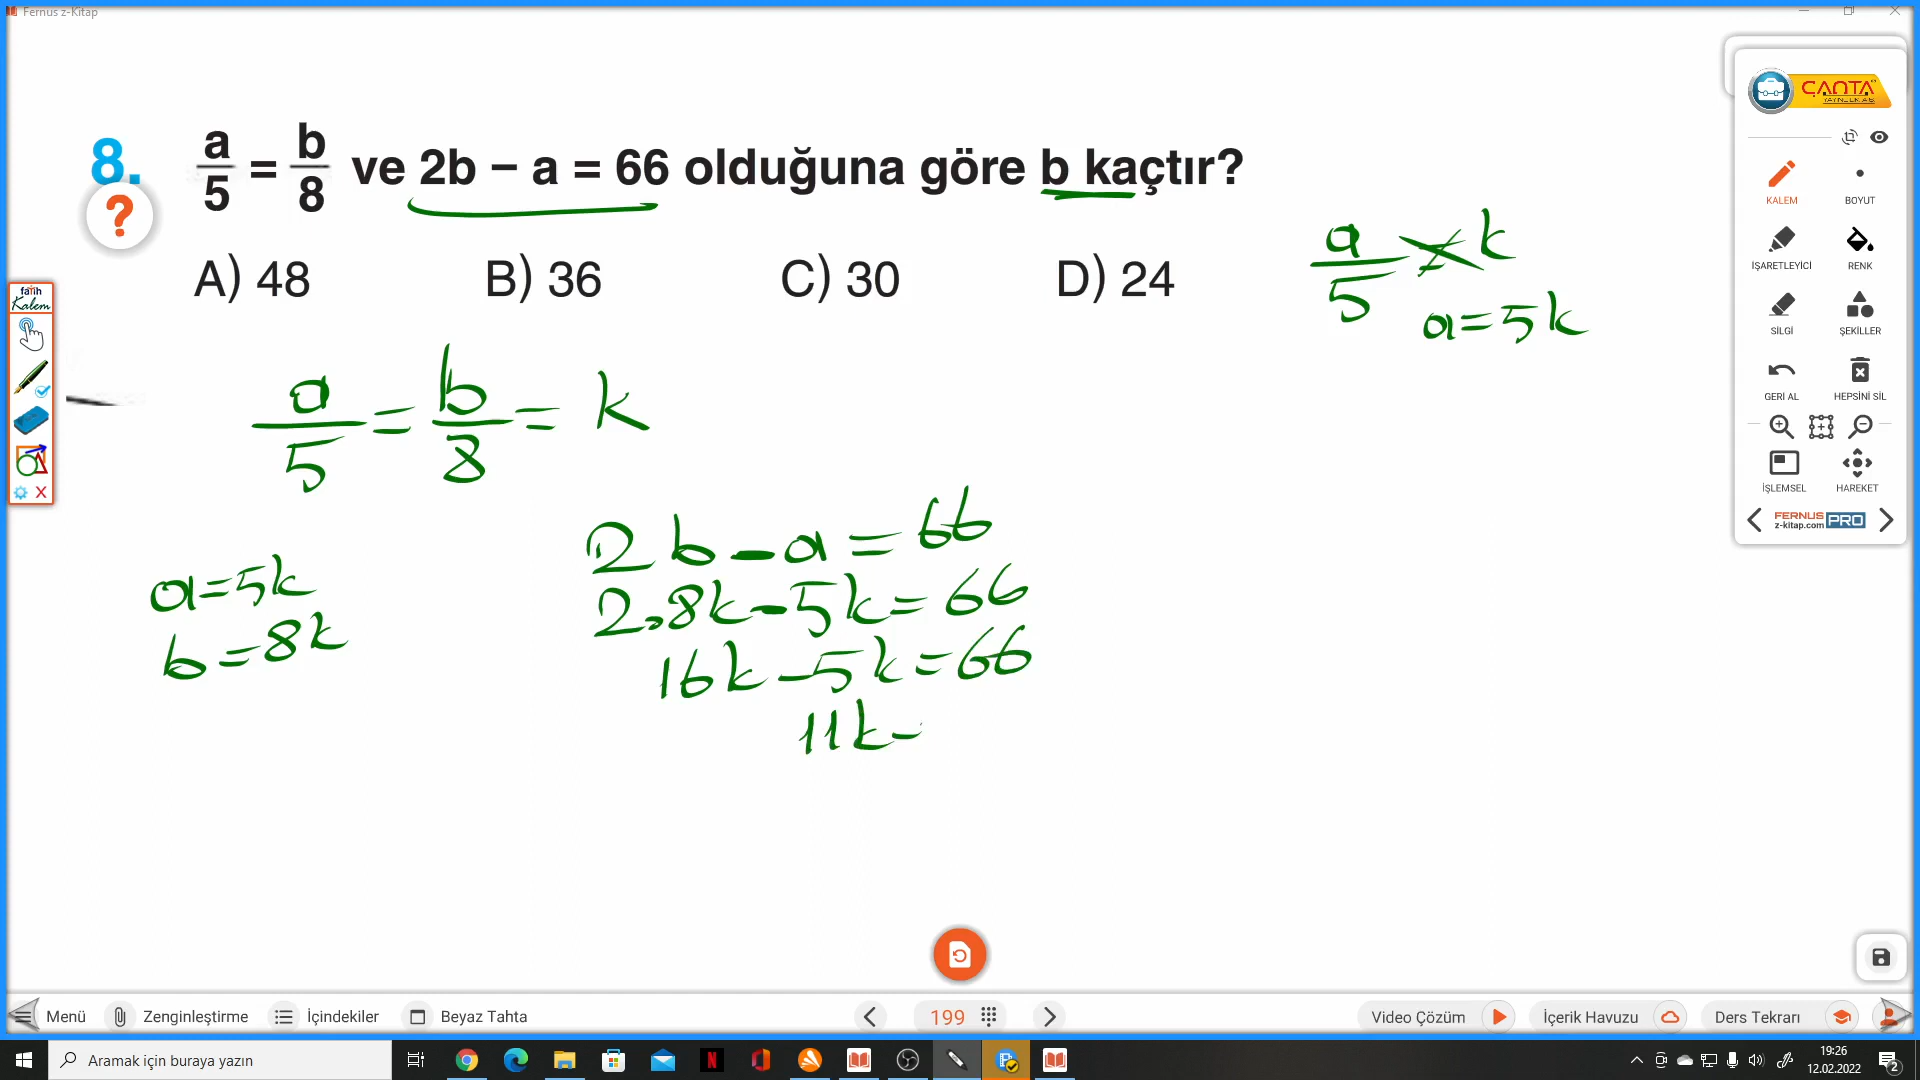 Fernus z-Kitap
8. a/5 = b/8 ve 2b – a = 66 olduğuna göre b kaçtır?
?
A) 48 B) 36 C) 30 D) 24
a/5 = k
a=5k
a/5 = b/8 = k
a=5k
b=8k
2b-a=66
2.8k-5k=66
16k-5k=66
11k-
fatih
Kalem
X
ÇANTA
YAYINLARI
KALEM BOYUT
İŞARETLEYİCİ RENK
SİLGİ ŞEKİLLER
GERİ AL HEPSİNİ SİL
İŞLEMSEL HAREKET
FERNUS
z-kitap.com PRO
Menü Zenginleştirme İçindekiler Beyaz Tahta 199 Video Çözüm İçerik Havuzu Ders Tekrarı
Aramak için buraya yazın
N
19:26
12.02.2022
2